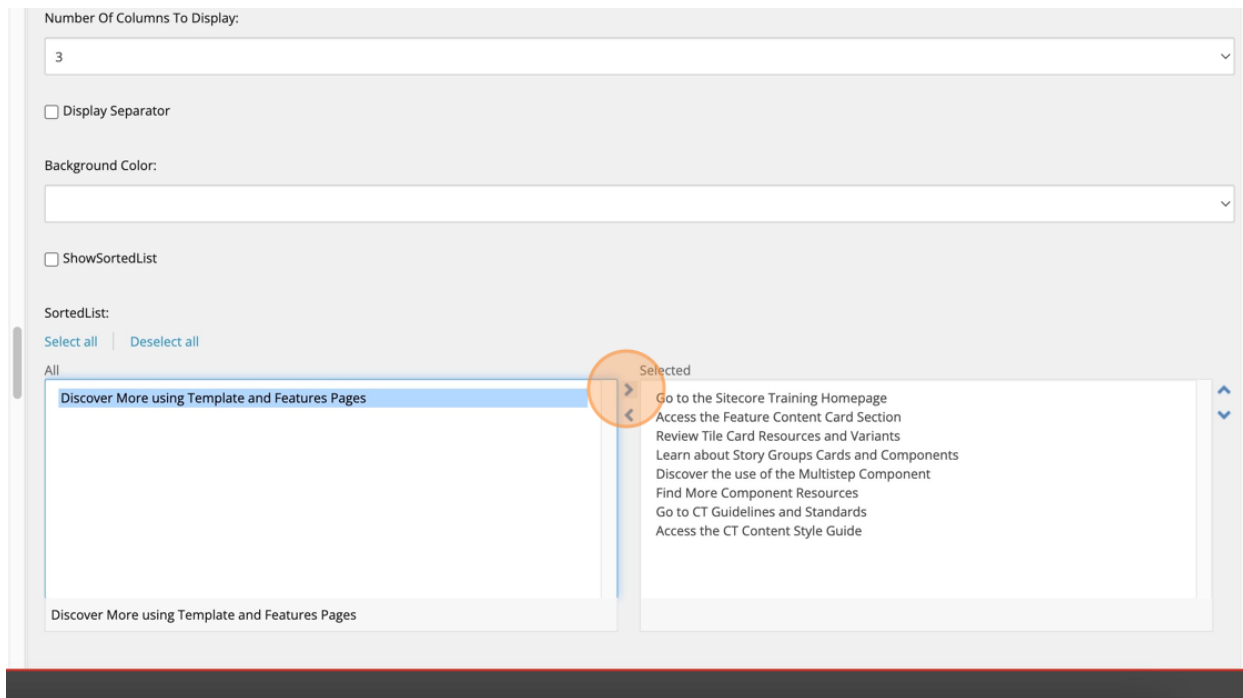 Number Of Columns To Display:
3
Display Separator
Background Color:
ShowSortedList
SortedList:
Select all
Deselect all
All
Selected
Discover More using Template and Features Pages
Go to the Sitecore Training Homepage
Access the Feature Content Card Section
Review Tile Card Resources and Variants
Learn about Story Groups Cards and Components
Discover the use of the Multistep Component
Find More Component Resources
Go to CT Guidelines and Standards
Access the CT Content Style Guide
Discover More using Template and Features Pages